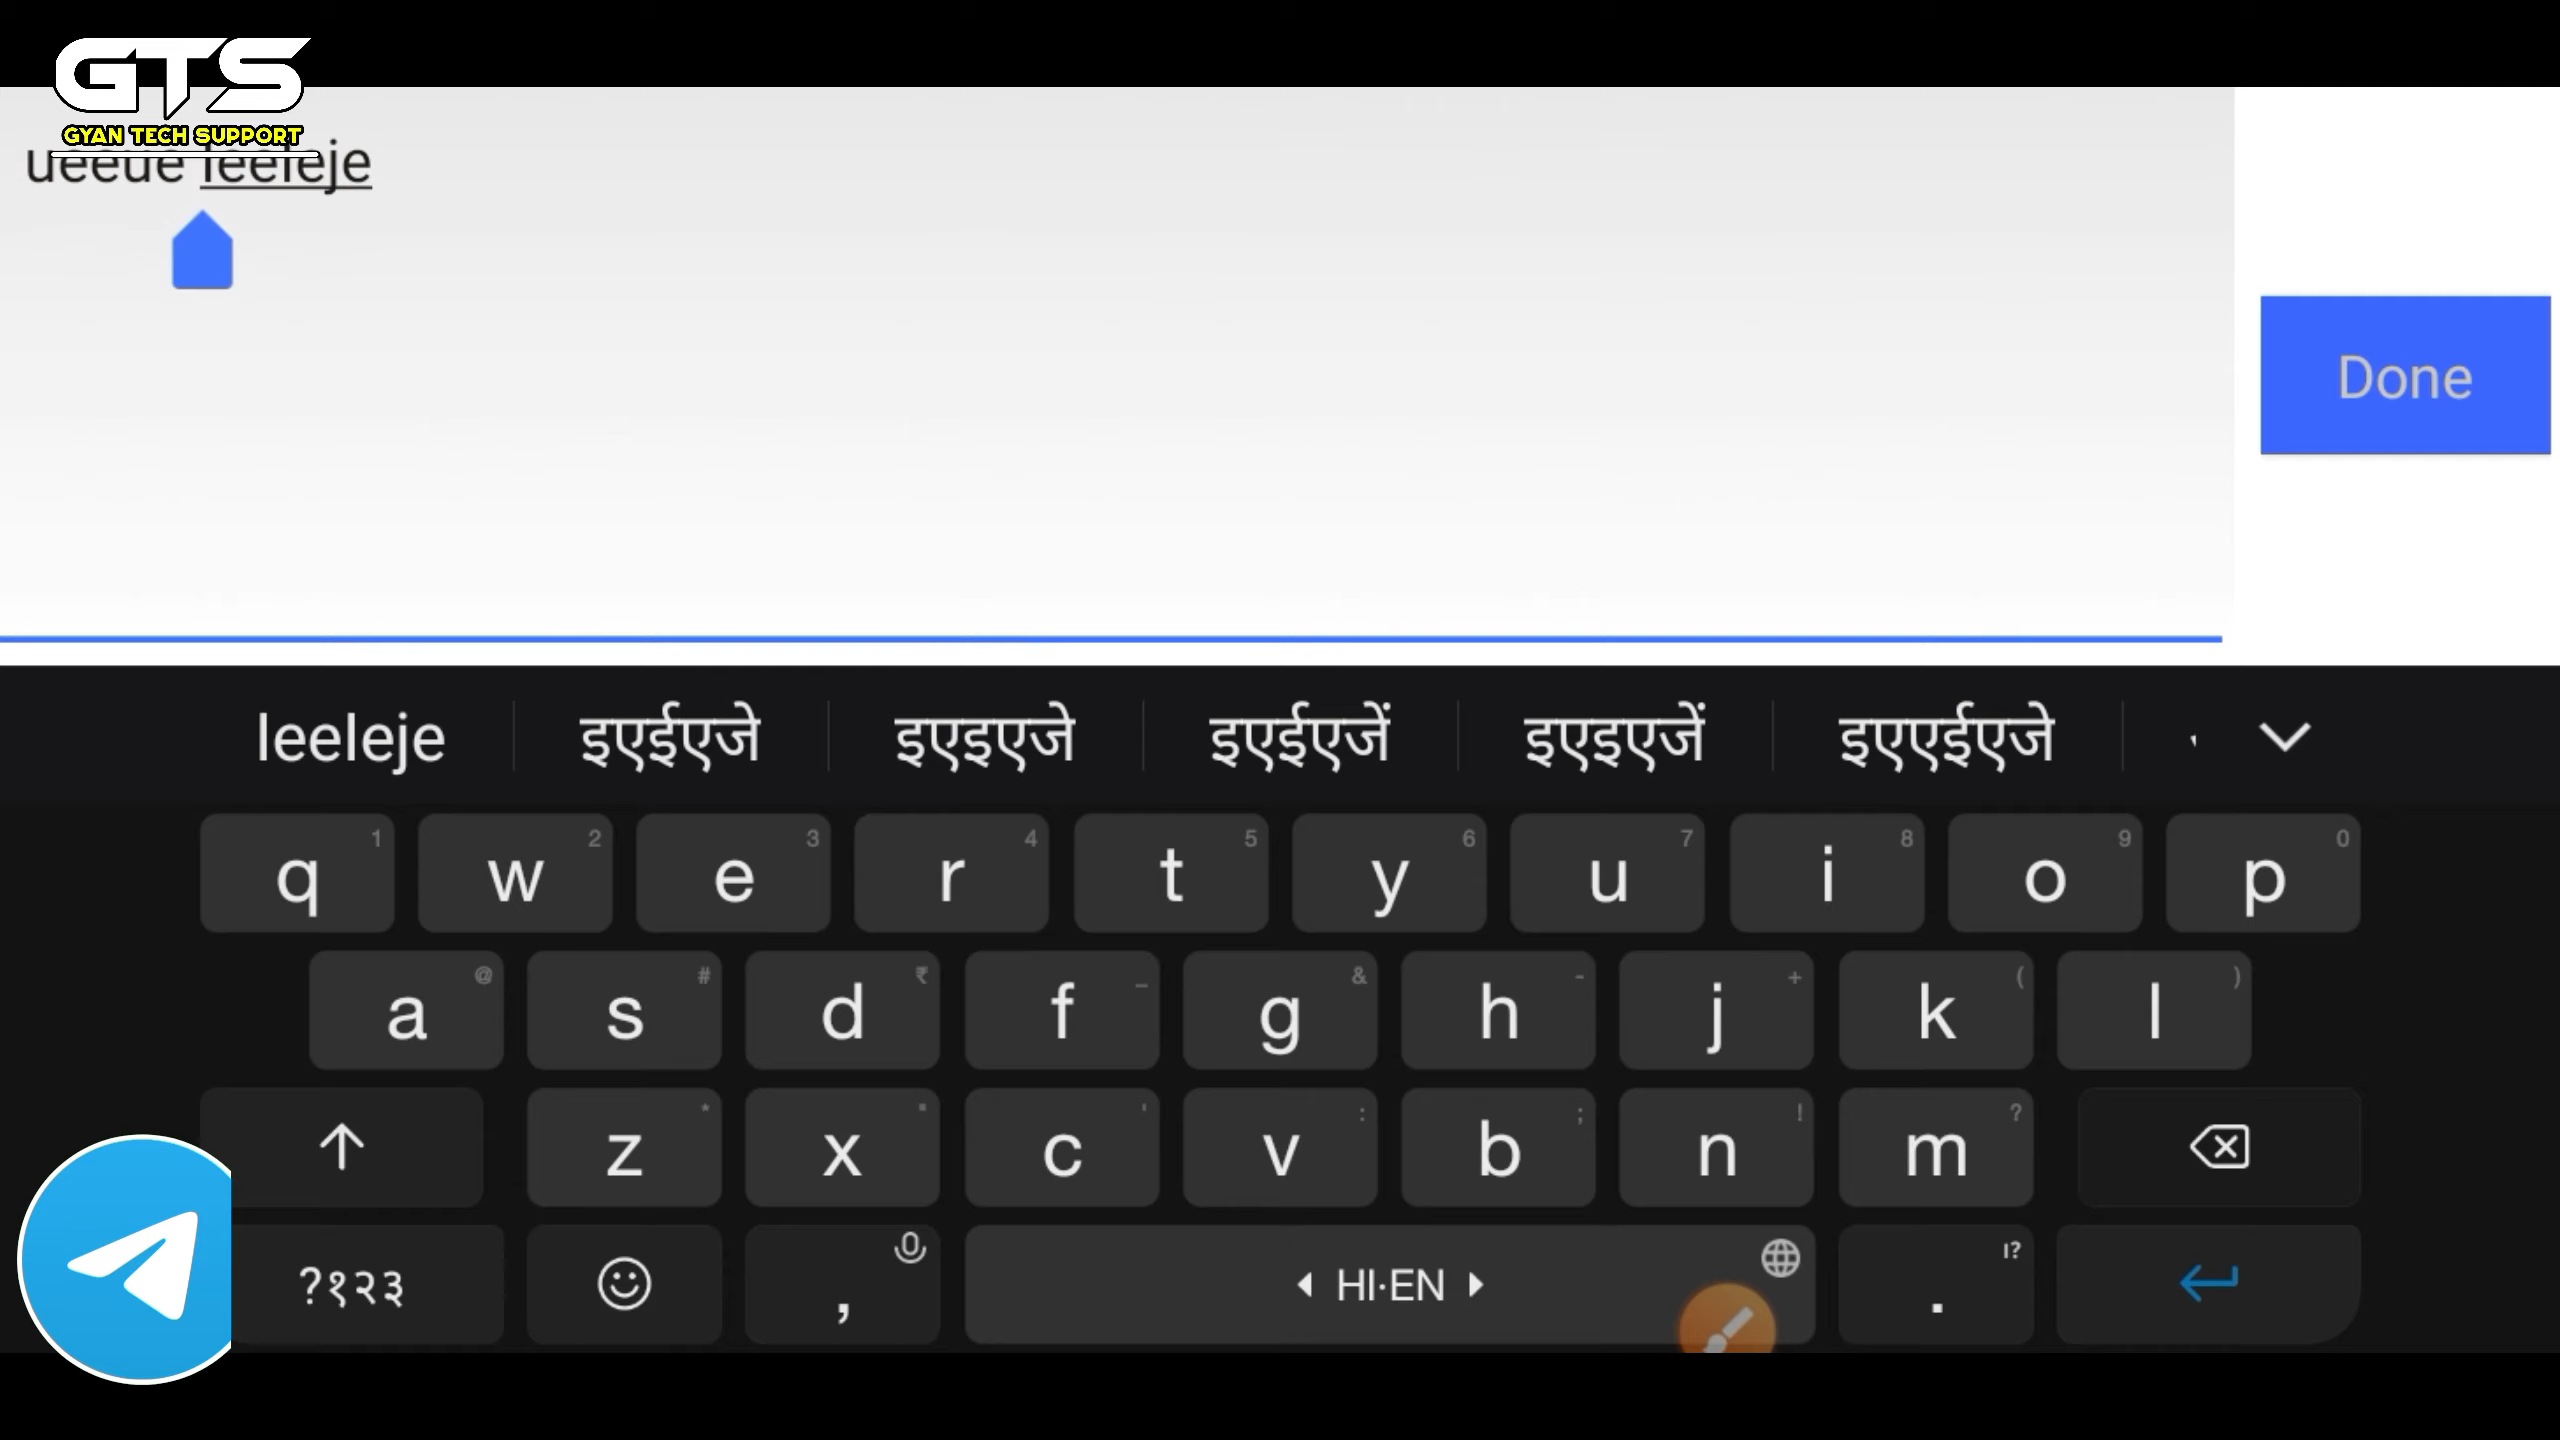 GTS
GYAN TECH SUPPORT
ueeue leeleje
Done
leeleje इएईएजे इएइएजे इएईएजें इएइएजें इएएईएजे
q 1 w 2 e 3 r 4 t 5 y 6 u 7 i 8 o 9 p 0
a @ s # d ₹ f _ g & h - j + k ( l )
z * x " c ' v : b ; n ! m ?
?१२३ , HI·EN . ।?